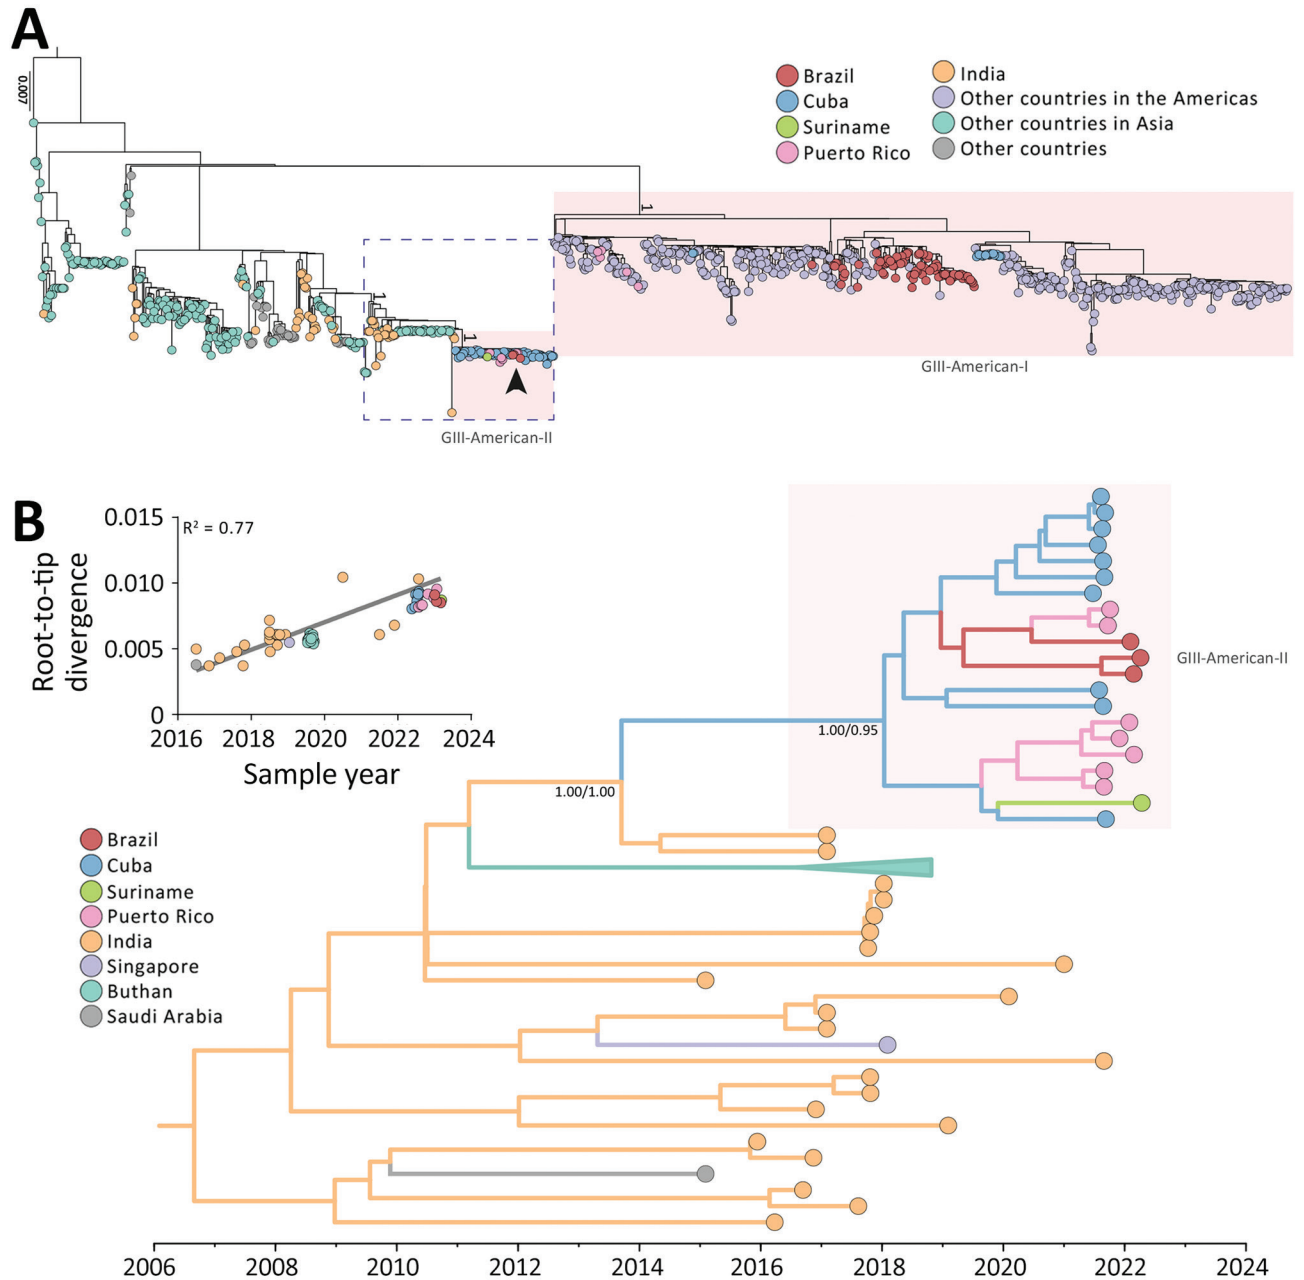 A
0.007
Brazil
Cuba
Suriname
Puerto Rico
India
Other countries in the Americas
Other countries in Asia
Other countries
1
1
1
GIII-American-I
GIII-American-II
B
0.015
0.010
0.005
0
R² = 0.77
Root-to-tip
divergence
2016 2018 2020 2022 2024
Sample year
GIII-American-II
1.00/0.95
1.00/1.00
Brazil
Cuba
Suriname
Puerto Rico
India
Singapore
Buthan
Saudi Arabia
2006 2008 2010 2012 2014 2016 2018 2020 2022 2024